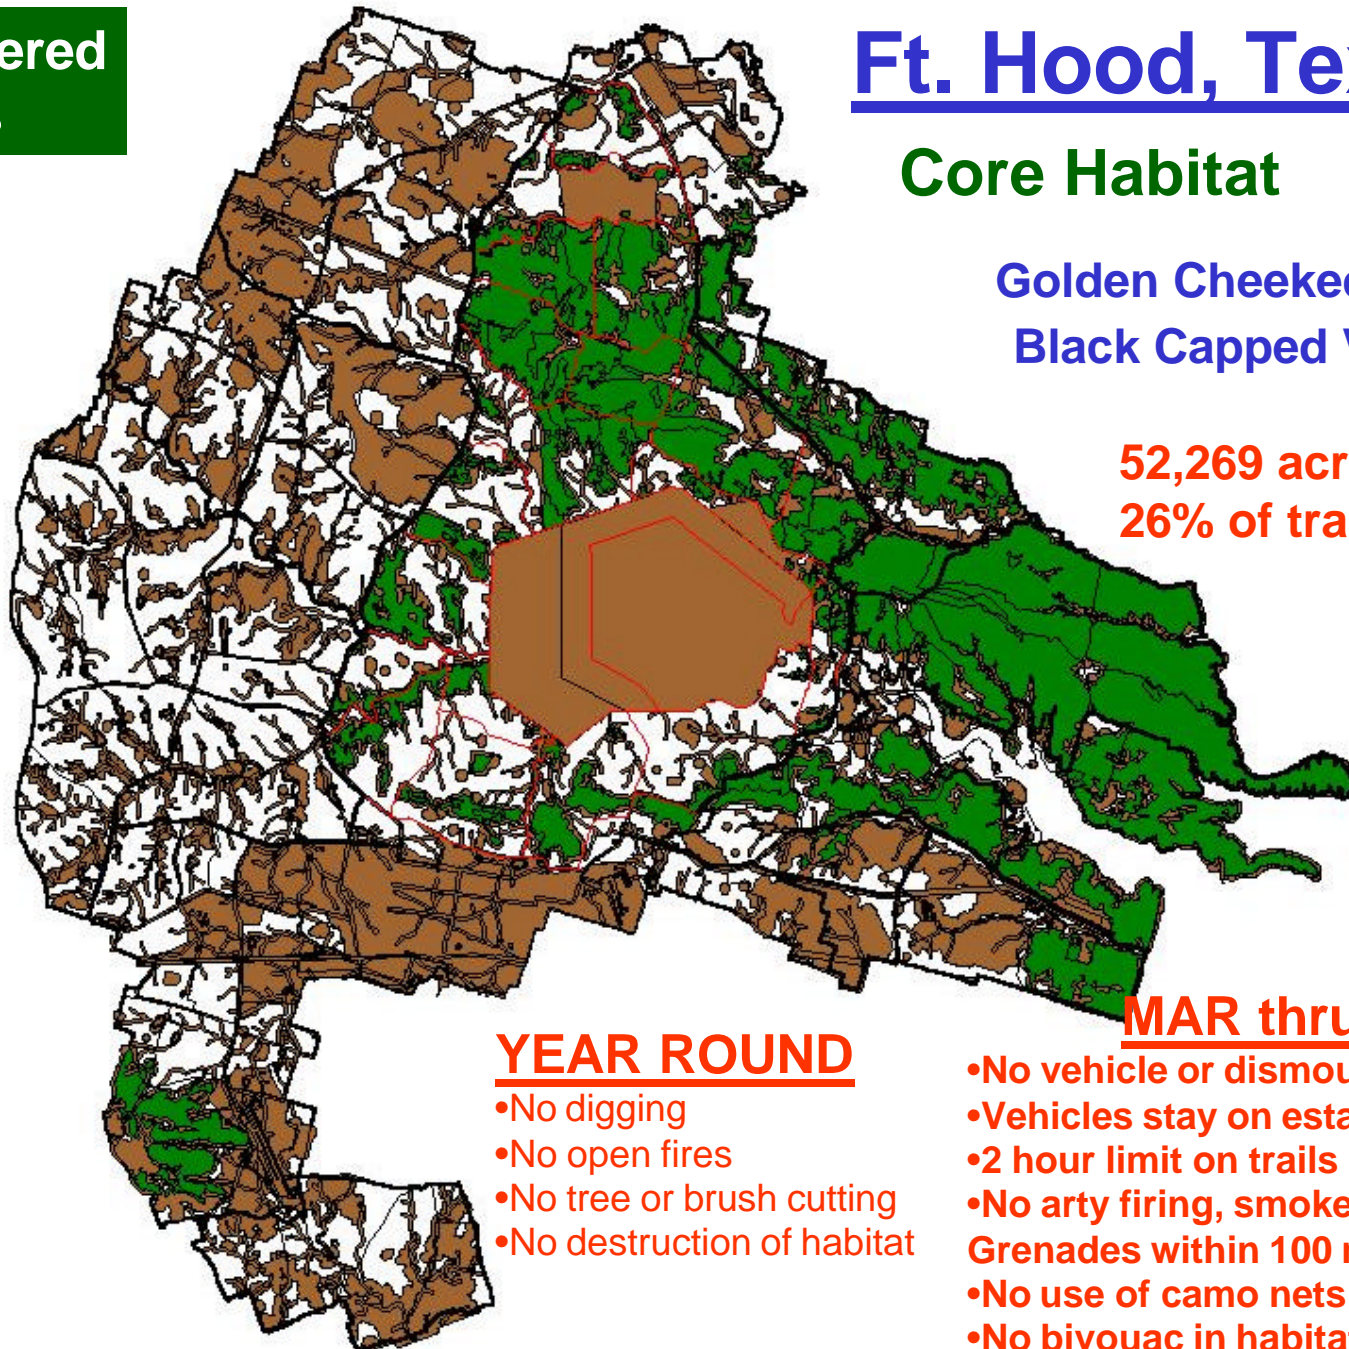 ered
Ft. Hood, Tex
Core Habitat
Golden Cheeked
Black Capped V
52,269 acr
26% of tra
YEAR ROUND
•No digging
•No open fires
•No tree or brush cutting
•No destruction of habitat
MAR thru
•No vehicle or dismou
•Vehicles stay on esta
•2 hour limit on trails
•No arty firing, smoke
Grenades within 100 m
•No use of camo nets
•No bivouac in habitat